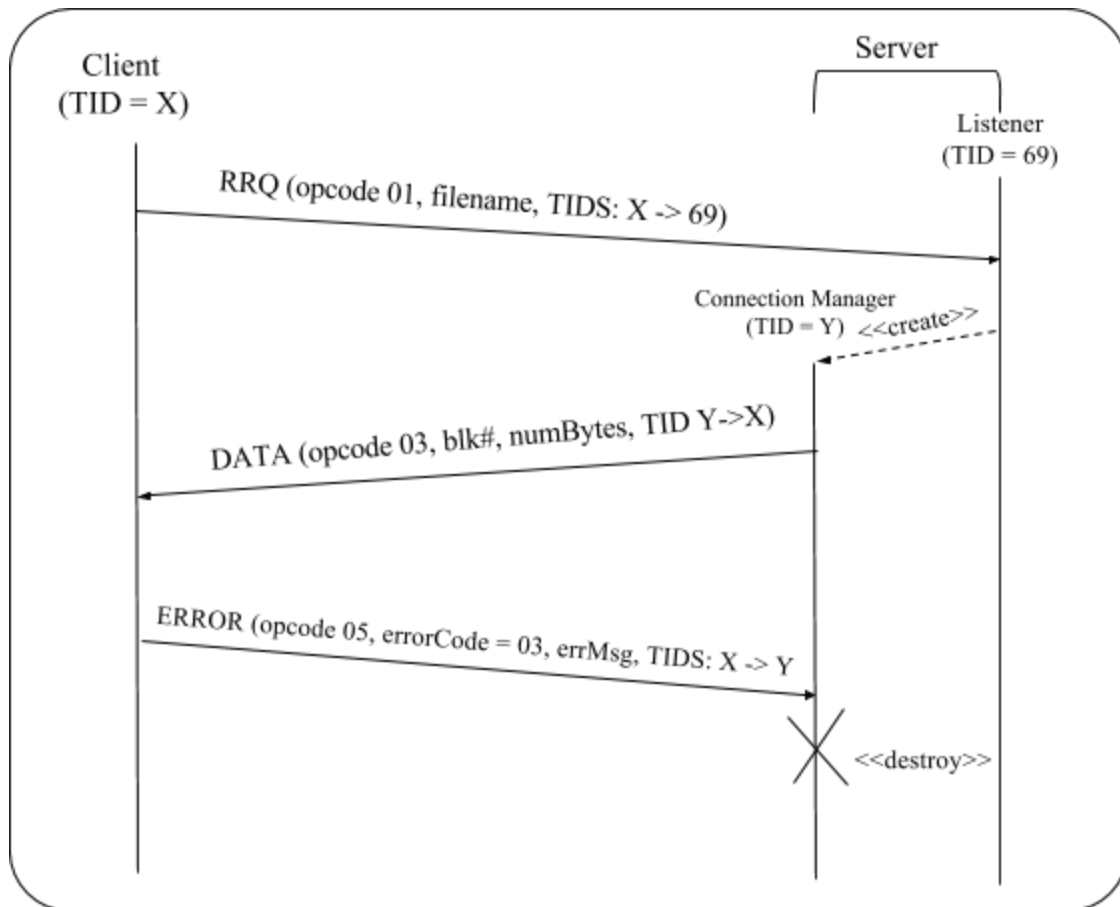 Server
Client
(TID = X)
Listener
(TID = 69)
RRQ (opcode 01, filename, TIDS: X -> 69)
Connection Manager
(TID = Y)
<<create>>
DATA (opcode 03, blk#, numBytes, TID Y->X)
ERROR (opcode 05, errorCode = 03, errMsg, TIDS: X -> Y
<<destroy>>